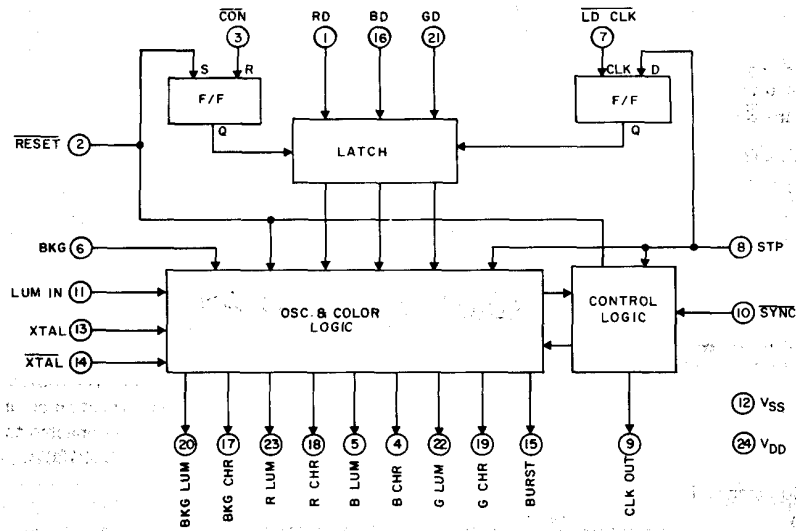 CON RD BD GD LD CLK
3 1 16 21 7
S R CLK D
F/F F/F
Q Q
RESET 2 LATCH
BKG 6 8 STP
LUM IN 11 OSC. & COLOR CONTROL
LOGIC LOGIC
10 SYNC
XTAL 13
XTAL 14
12 VSS
20 17 23 18 5 4 22 19 15 9 24 VDD
BKG LUM
BKG CHR
R LUM
R CHR
B LUM
B CHR
G LUM
G CHR
BURST
CLK OUT